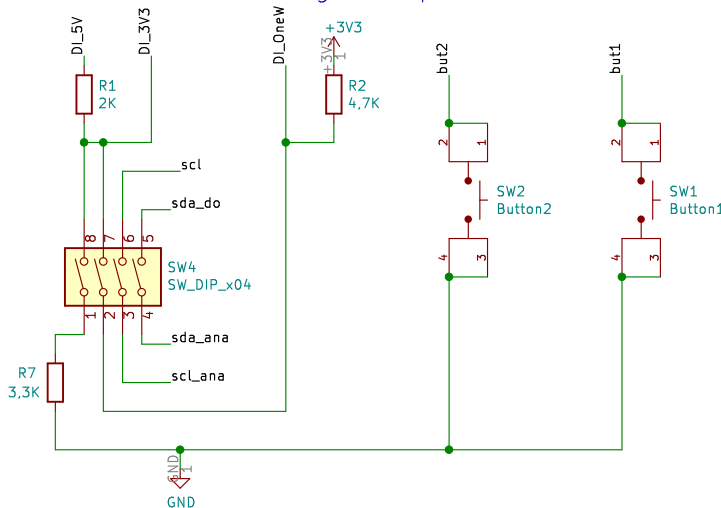 DI_5V
DI_3V3
DI_OneW
+3V3
+3V3
1
but2
but1
R1
2K
R2
4,7K
2
1
2
1
scl
sda_do
SW2
Button2
SW1
Button1
8
7
6
5
SW4
SW_DIP_x04
4
3
4
3
1
2
3
4
sda_ana
scl_ana
R7
3,3K
GND
1
GND